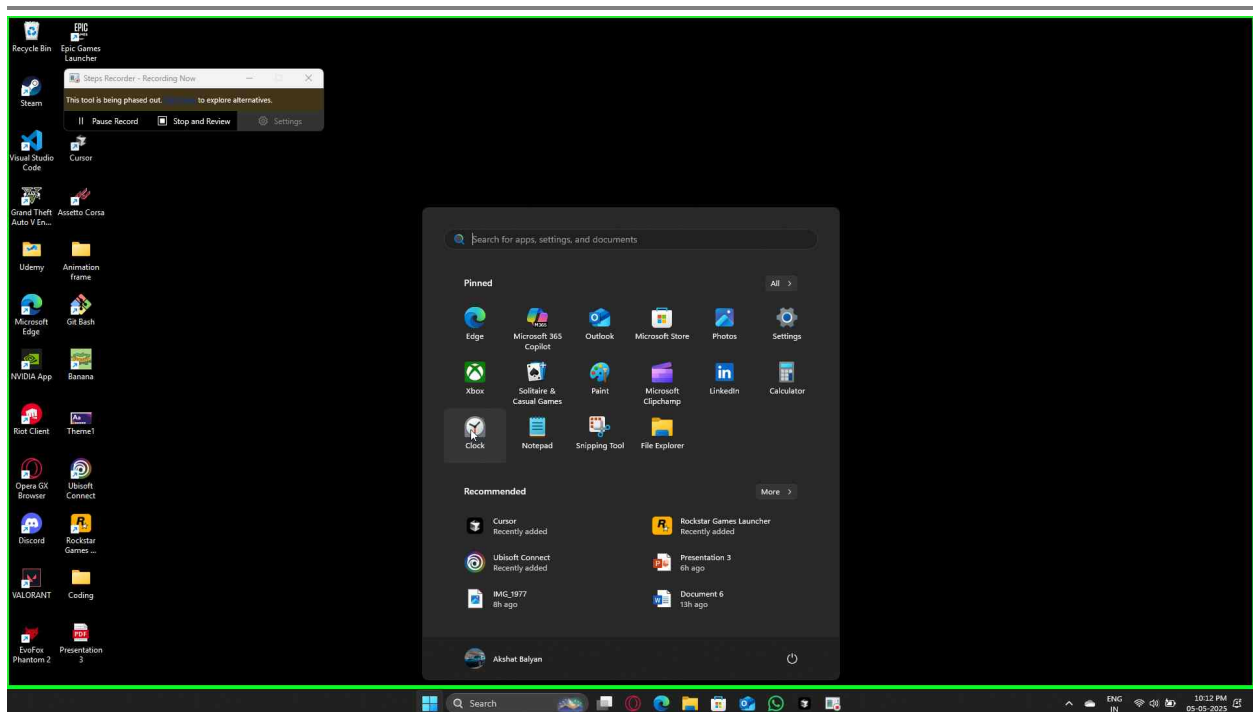 Recycle Bin
EPIC
Epic Games
Launcher
Steps Recorder - Recording Now
This tool is being phased out.
to explore alternatives.
Pause Record
Stop and Review
Settings
Steam
Visual Studio
Code
Cursor
Grand Theft
Auto V En...
Assetto Corsa
Udemy
Animation
frame
Microsoft
Edge
Git Bash
NVIDIA App
Banana
Riot Client
Aa
Theme1
Opera GX
Browser
Ubisoft
Connect
Discord
Rockstar
Games ...
VALORANT
Coding
EvoFox
Phantom 2
PDF
Presentation
3
Search for apps, settings, and documents
Pinned
All >
Edge
M365
Microsoft 365
Copilot
Outlook
Microsoft Store
Photos
Settings
Xbox
Solitaire &
Casual Games
Paint
Microsoft
Clipchamp
in
LinkedIn
Calculator
Clock
Notepad
Snipping Tool
File Explorer
Recommended
More >
Cursor
Recently added
Rockstar Games Launcher
Recently added
Ubisoft Connect
Recently added
Presentation 3
6h ago
IMG_1977
8h ago
Document 6
13h ago
Akshat Balyan
Search
ENG
IN
10:12 PM
05-05-2025